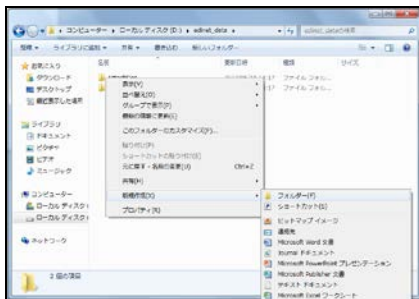 コンピューター ▸ ローカル ディスク (D:) ▸ adinet_data ▸
adinet_dataの検索
整理 ▾ ライブラリに追加 ▾ 共有 ▾ 書き込む 新しいフォルダー
名前 更新日時 種類 サイズ
お気に入り
ダウンロード
デスクトップ
最近表示した場所
ライブラリ
ドキュメント
ピクチャ
ビデオ
ミュージック
コンピューター
ローカル ディスク (
ローカル ディスク (
ネットワーク
ファイル フォル...
ファイル フォル...
表示(V)
並べ替え(O)
グループで表示(P)
最新の情報に更新(E)
このフォルダーのカスタマイズ(F)...
貼り付け(P)
ショートカットの貼り付け(S)
元に戻す - 名前の変更(U) Ctrl+Z
共有(H)
新規作成(X)
プロパティ(R)
フォルダー(F)
ショートカット(S)
ビットマップ イメージ
連絡先
Microsoft Word 文書
Journal ドキュメント
Microsoft PowerPoint プレゼンテーション
Microsoft Publisher 文書
テキスト ドキュメント
Microsoft Excel ワークシート
2 個の項目